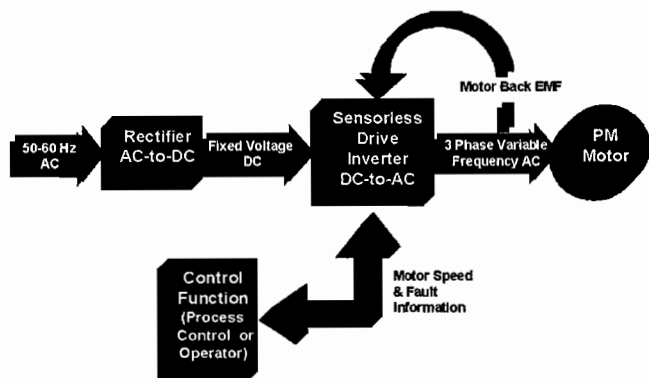 Motor Back EMF
50-60 Hz
AC
Rectifier
AC-to-DC
Fixed Voltage
DC
Sensorless
Drive
Inverter
DC-to-AC
3 Phase Variable
Frequency AC
PM
Motor
Control
Function
(Process
Control or
Operator)
Motor Speed
& Fault
Information